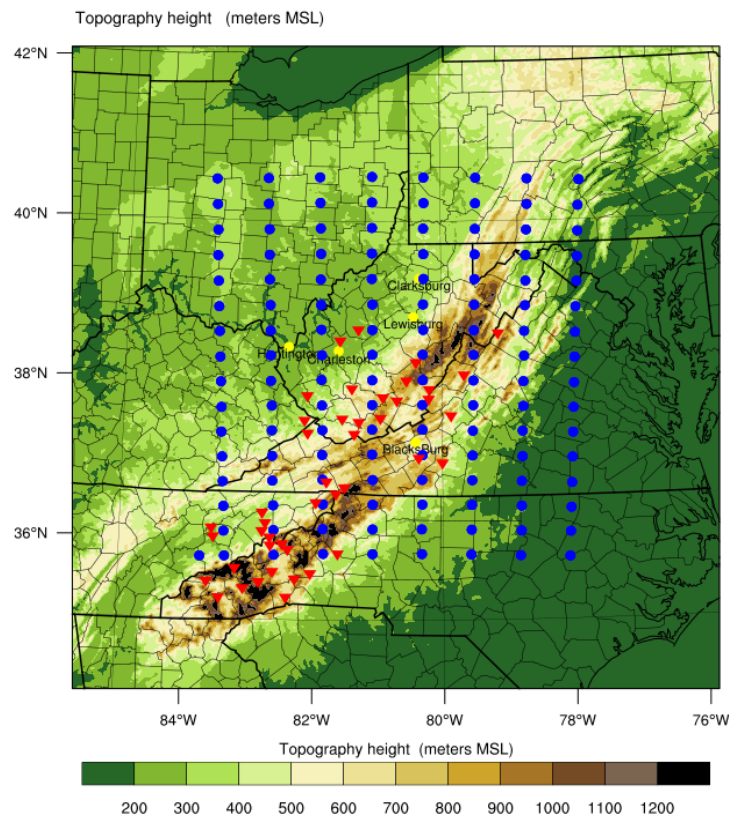 Topography height (meters MSL)
42°N
40°N
Clarksburg
Lewisburg
Huntington
Charleston
38°N
BlacksBurg
36°N
84°W 82°W 80°W 78°W 76°W
Topography height (meters MSL)
200 300 400 500 600 700 800 900 1000 1100 1200